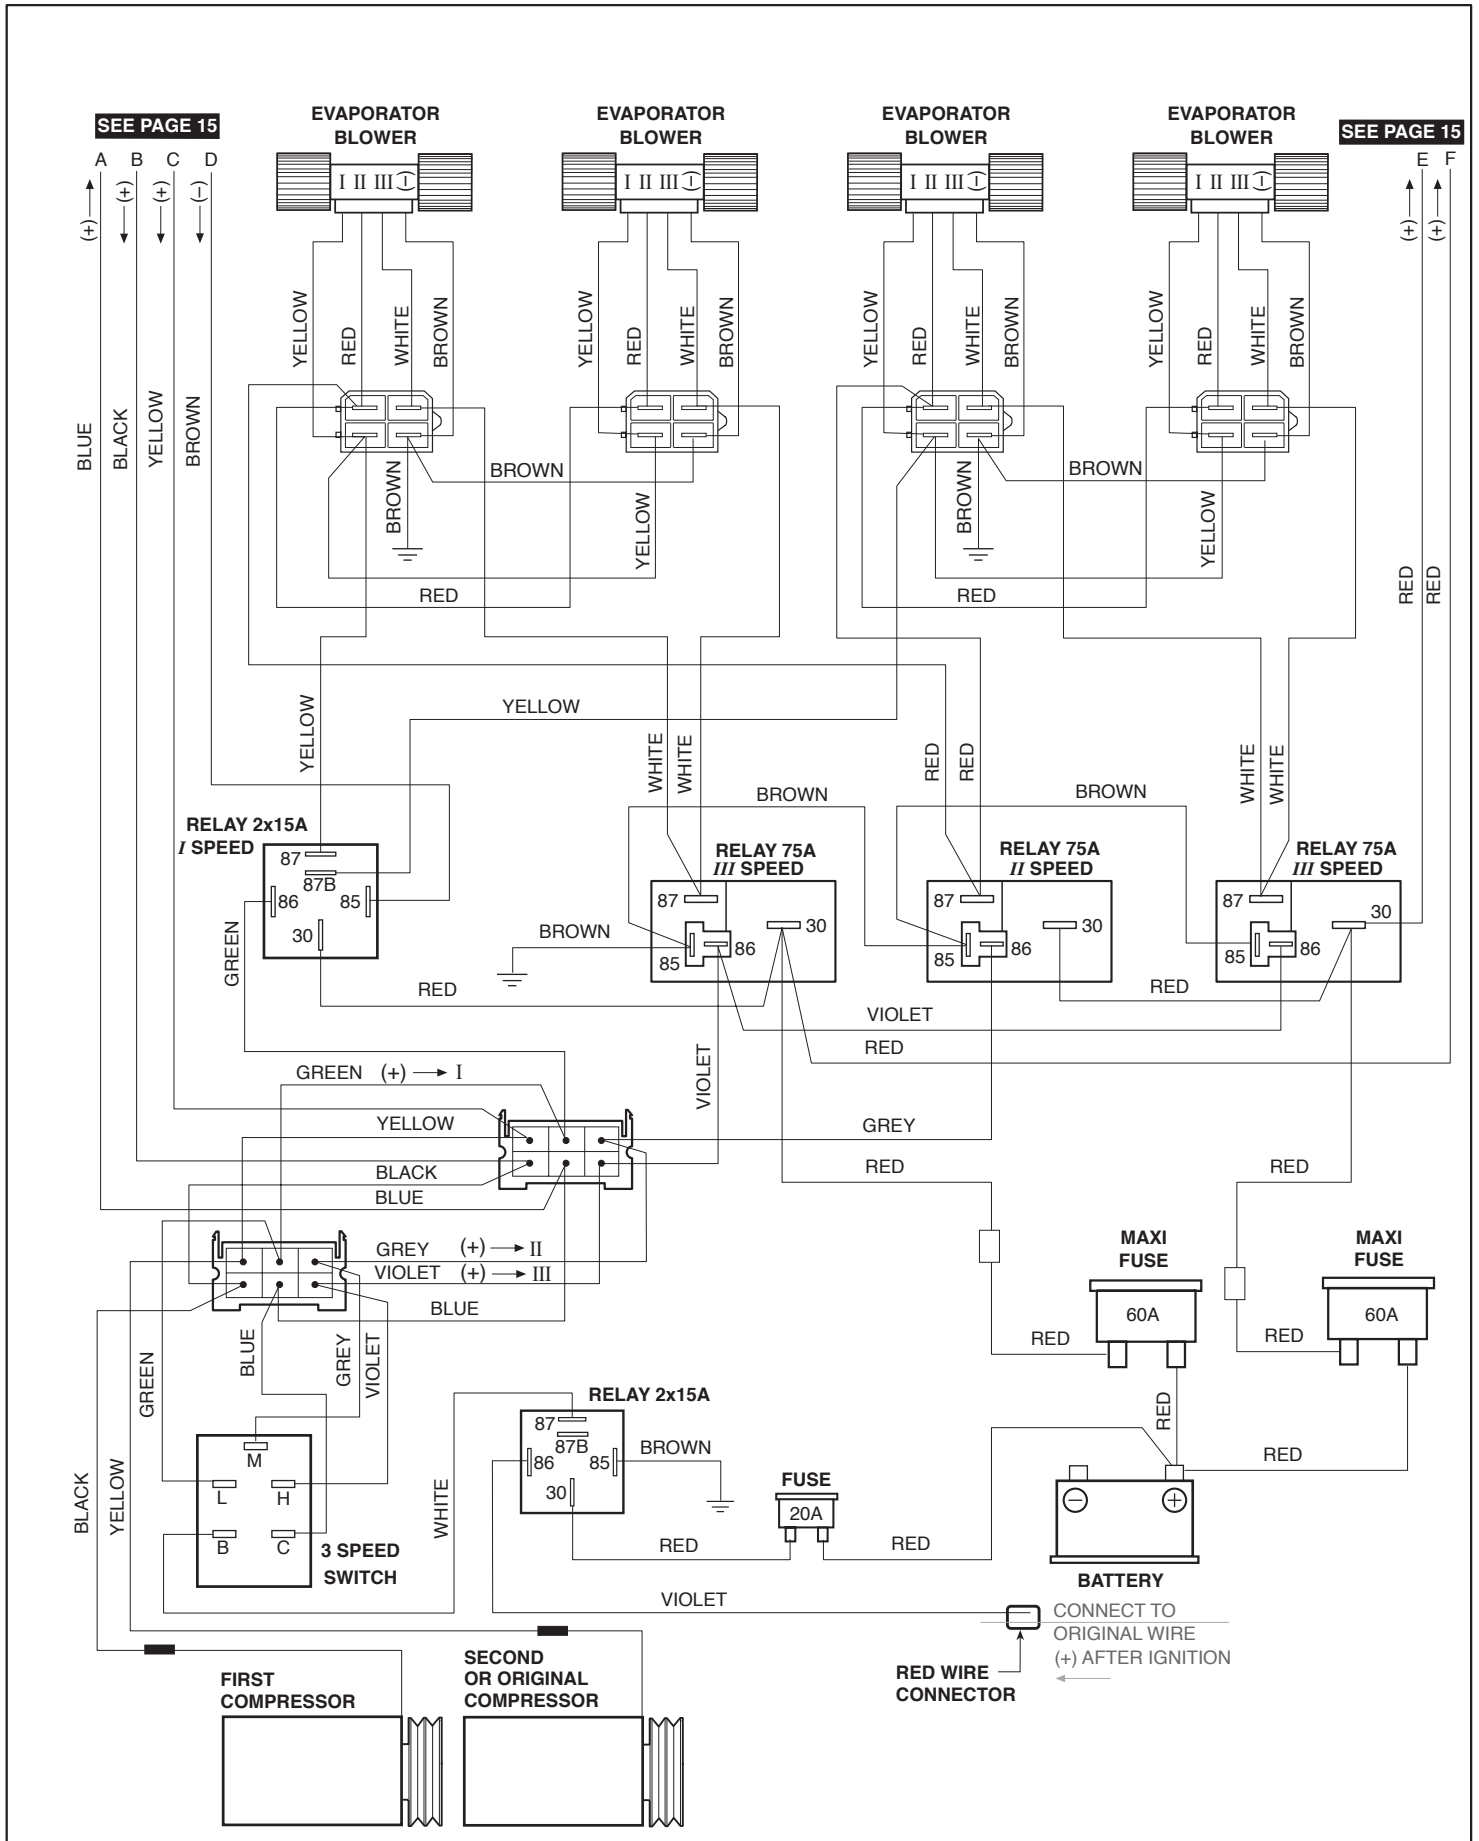 SEE PAGE 15
A B C D
(+) (+) (+) (–)
EVAPORATOR
BLOWER
I II III (–)
EVAPORATOR
BLOWER
I II III (–)
EVAPORATOR
BLOWER
I II III (–)
EVAPORATOR
BLOWER
I II III (–)
SEE PAGE 15
E F
(+) (+)
YELLOW RED WHITE BROWN
YELLOW RED WHITE BROWN
YELLOW RED WHITE BROWN
YELLOW RED WHITE BROWN
BLUE BLACK YELLOW BROWN
BROWN
BROWN
YELLOW
BROWN
BROWN
YELLOW
RED
RED
RED RED
YELLOW
YELLOW
WHITE WHITE
RED RED
WHITE WHITE
BROWN
BROWN
RELAY 2x15A
I SPEED
87
87B
86
85
30
RELAY 75A
III SPEED
87
30
86
85
RELAY 75A
II SPEED
87
30
86
85
RELAY 75A
III SPEED
87
30
86
85
GREEN
BROWN
RED
RED
VIOLET
RED
VIOLET
GREEN (+) I
YELLOW
GREY
BLACK
BLUE
RED
RED
GREY (+) II
VIOLET (+) III
BLUE
MAXI
FUSE
60A
MAXI
FUSE
60A
RED
RED
GREEN
BLUE
GREY
VIOLET
RED
RED
RELAY 2x15A
87
87B
86
85
30
BROWN
M
L H
B C
3 SPEED
SWITCH
BLACK
YELLOW
WHITE
FUSE
20A
RED
RED
BATTERY
– +
VIOLET
CONNECT TO
ORIGINAL WIRE
(+) AFTER IGNITION
RED WIRE
CONNECTOR
FIRST
COMPRESSOR
SECOND
OR ORIGINAL
COMPRESSOR